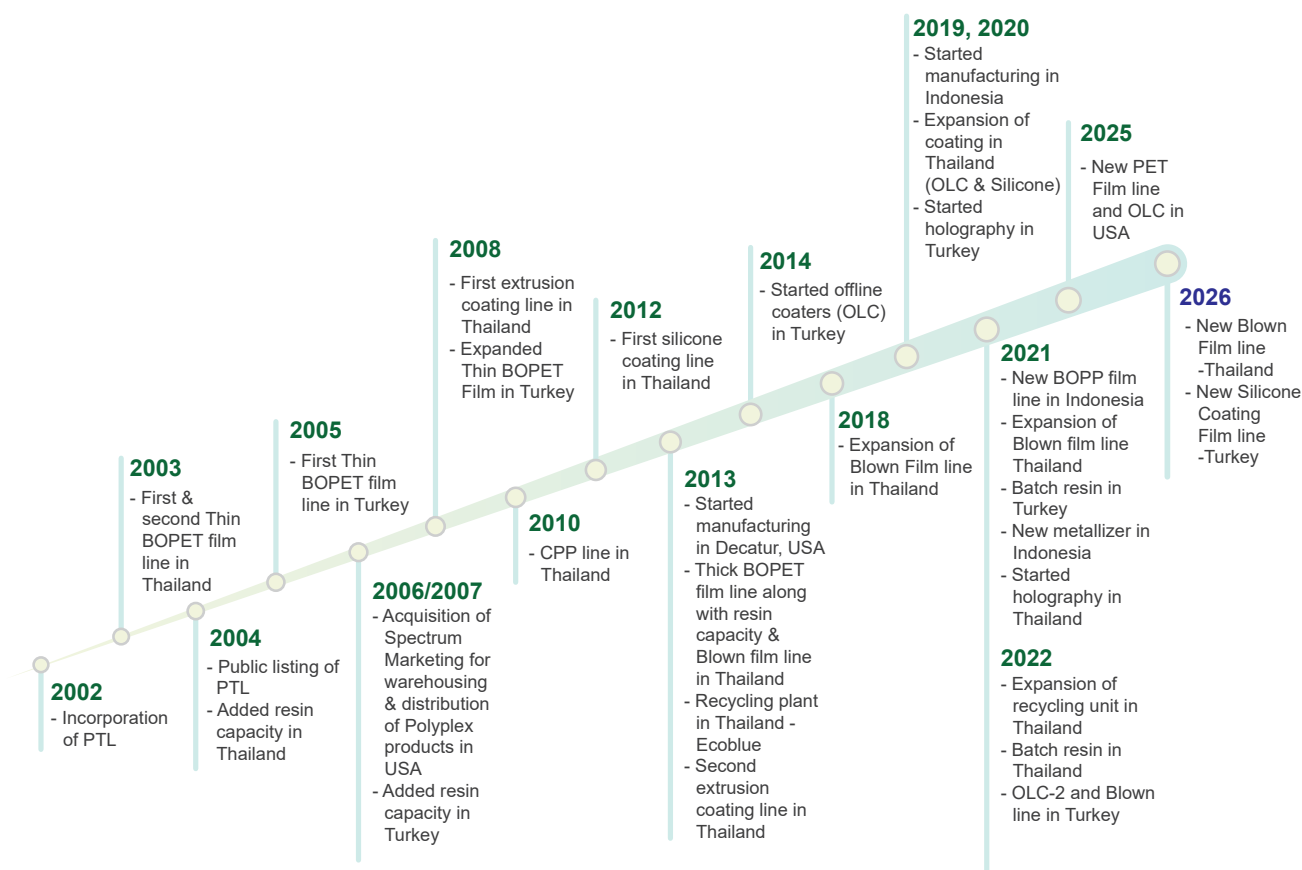 2002
- Incorporation
of PTL
2003
- First &
second Thin
BOPET film
line in
Thailand
2004
- Public listing of
PTL
- Added resin
capacity in
Thailand
2005
- First Thin
BOPET film
line in Turkey
2006/2007
- Acquisition of
Spectrum
Marketing for
warehousing
& distribution
of Polyplex
products in
USA
- Added resin
capacity in
Turkey
2008
- First extrusion
coating line in
Thailand
- Expanded
Thin BOPET
Film in Turkey
2010
- CPP line in
Thailand
2012
- First silicone
coating line
in Thailand
2013
- Started
manufacturing
in Decatur, USA
- Thick BOPET
film line along
with resin
capacity &
Blown film line
in Thailand
- Recycling plant
in Thailand -
Ecoblue
- Second
extrusion
coating line in
Thailand
2014
- Started offline
coaters (OLC)
in Turkey
2018
- Expansion of
Blown Film line
in Thailand
2019, 2020
- Started
manufacturing in
Indonesia
- Expansion of
coating in
Thailand
(OLC & Silicone)
- Started
holography in
Turkey
2021
- New BOPP film
line in Indonesia
- Expansion of
Blown film line
Thailand
- Batch resin in
Turkey
- New metallizer in
Indonesia
- Started
holography in
Thailand
2022
- Expansion of
recycling unit in
Thailand
- Batch resin in
Thailand
- OLC-2 and Blown
line in Turkey
2025
- New PET
Film line
and OLC in
USA
2026
- New Blown
Film line
-Thailand
- New Silicone
Coating
Film line
-Turkey